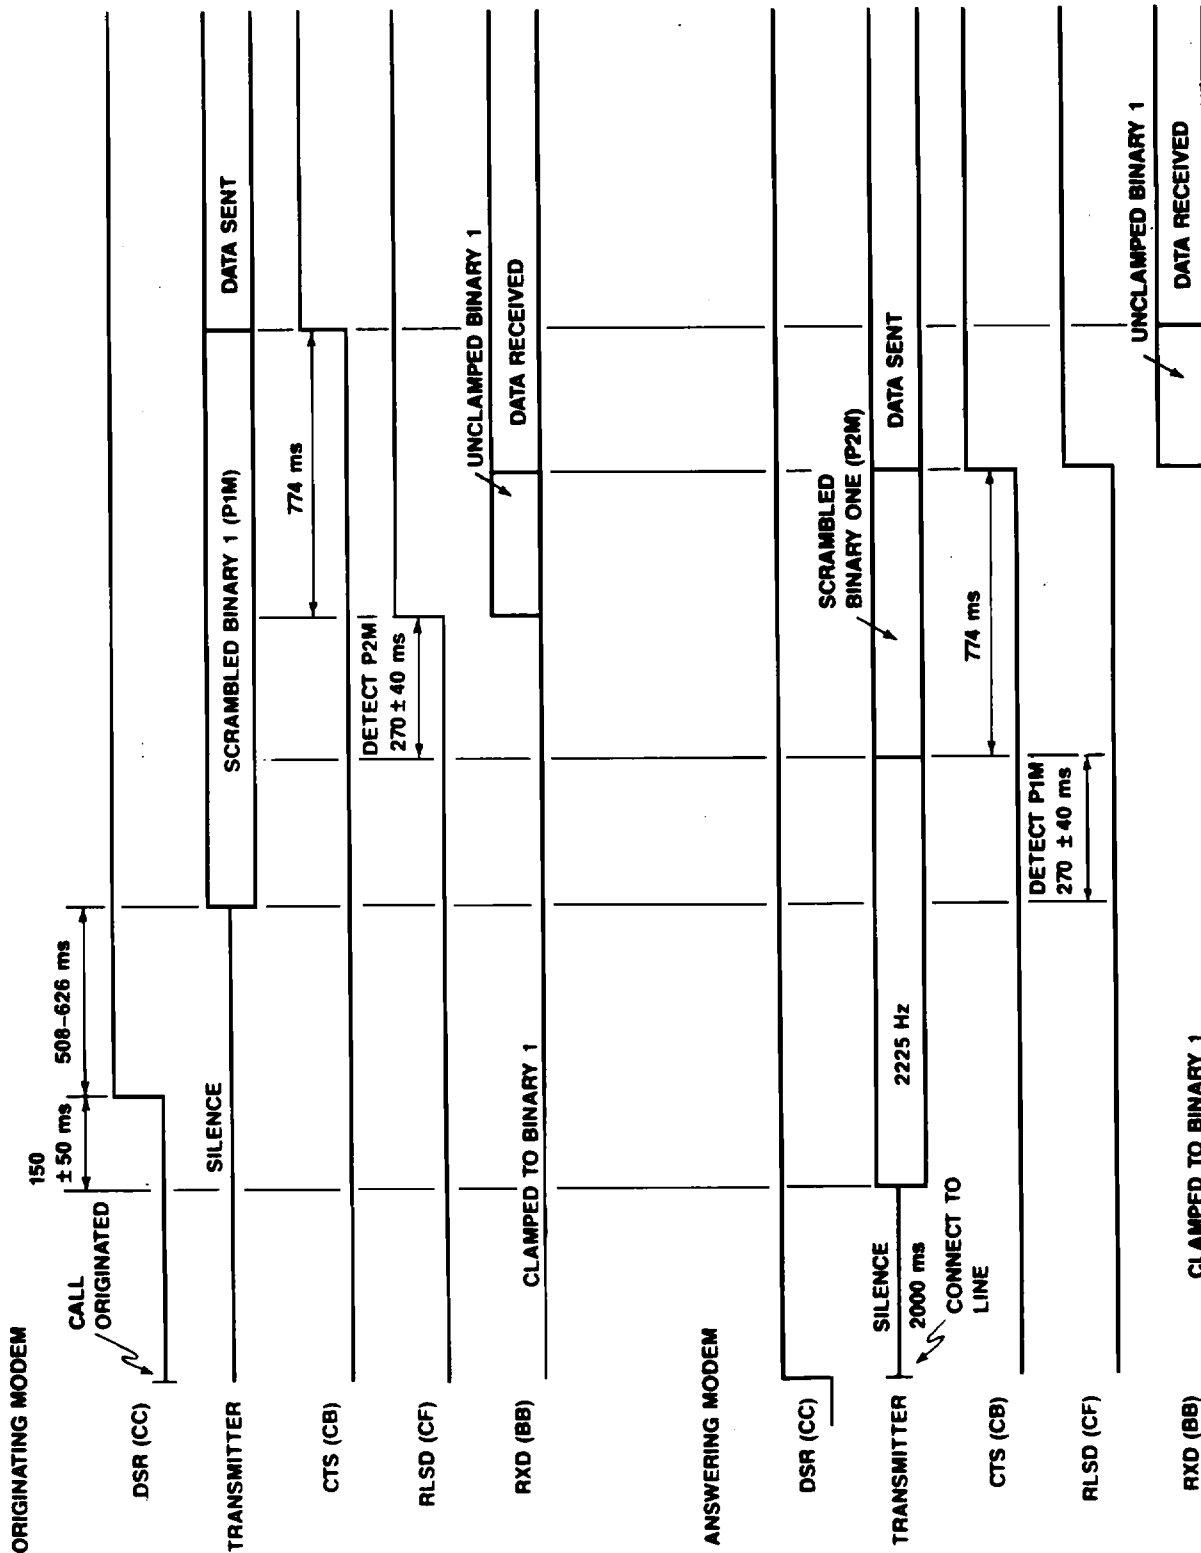 ORIGINATING MODEM
CALL
ORIGINATED
150
± 50 ms
508–626 ms
DSR (CC)
TRANSMITTER
SILENCE
SCRAMBLED BINARY 1 (P1M)
DATA SENT
CTS (CB)
774 ms
RLSD (CF)
DETECT P2M
270 ± 40 ms
RXD (BB)
CLAMPED TO BINARY 1
UNCLAMPED BINARY 1
DATA RECEIVED
ANSWERING MODEM
DSR (CC)
TRANSMITTER
SILENCE
2000 ms
CONNECT TO
LINE
2225 Hz
SCRAMBLED
BINARY ONE (P2M)
DATA SENT
CTS (CB)
774 ms
RLSD (CF)
DETECT P1M
270 ± 40 ms
RXD (BB)
CLAMPED TO BINARY 1
UNCLAMPED BINARY 1
DATA RECEIVED